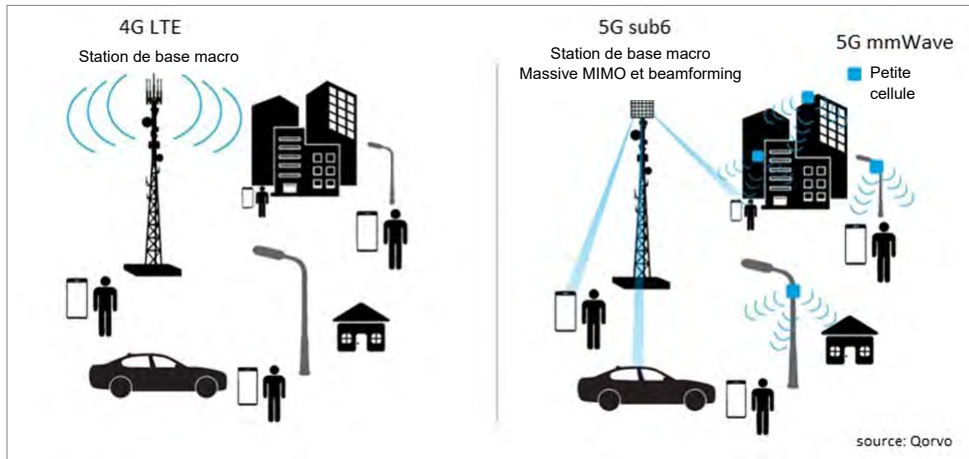 4G LTE
Station de base macro
5G sub6
Station de base macro
Massive MIMO et beamforming
5G mmWave
Petite
cellule
source: Qorvo